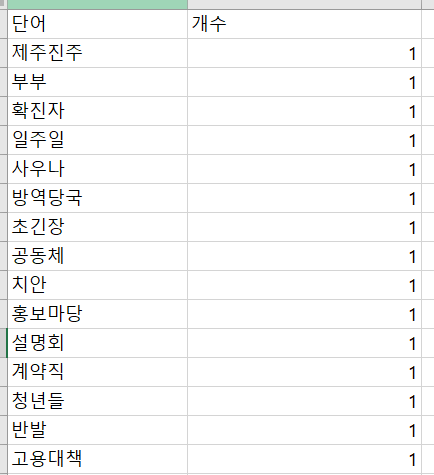 단어 개수
제주진주 1
부부 1
확진자 1
일주일 1
사우나 1
방역당국 1
초긴장 1
공동체 1
치안 1
홍보마당 1
설명회 1
계약직 1
청년들 1
반발 1
고용대책 1